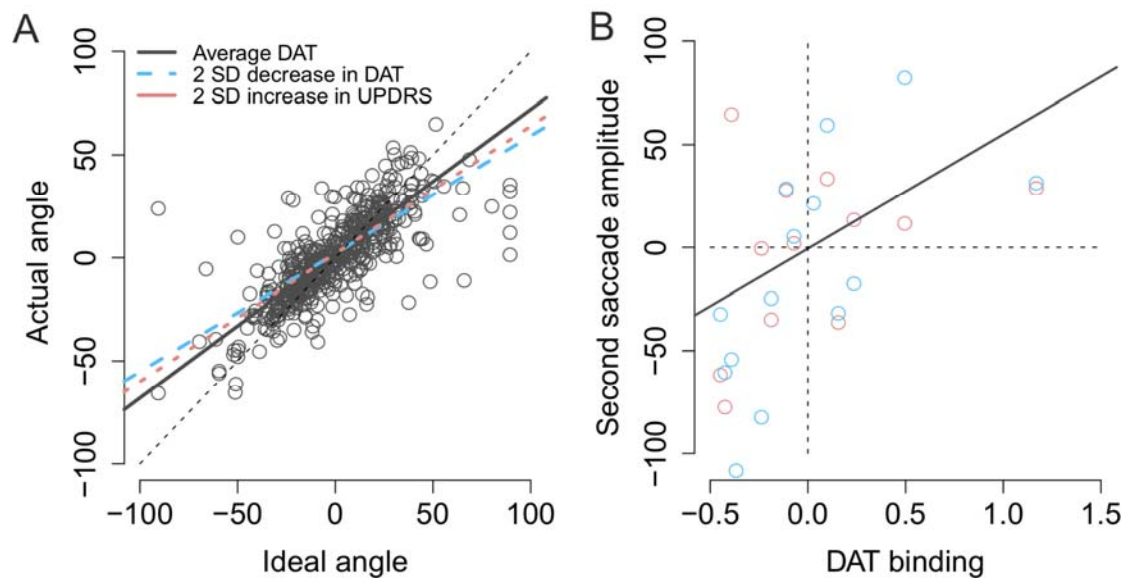 A
Average DAT
2 SD decrease in DAT
2 SD increase in UPDRS
100
50
0
−50
−100
Actual angle
−100 −50 0 50 100
Ideal angle
B
100
50
0
−50
−100
Second saccade amplitude
−0.5 0.0 0.5 1.0 1.5
DAT binding